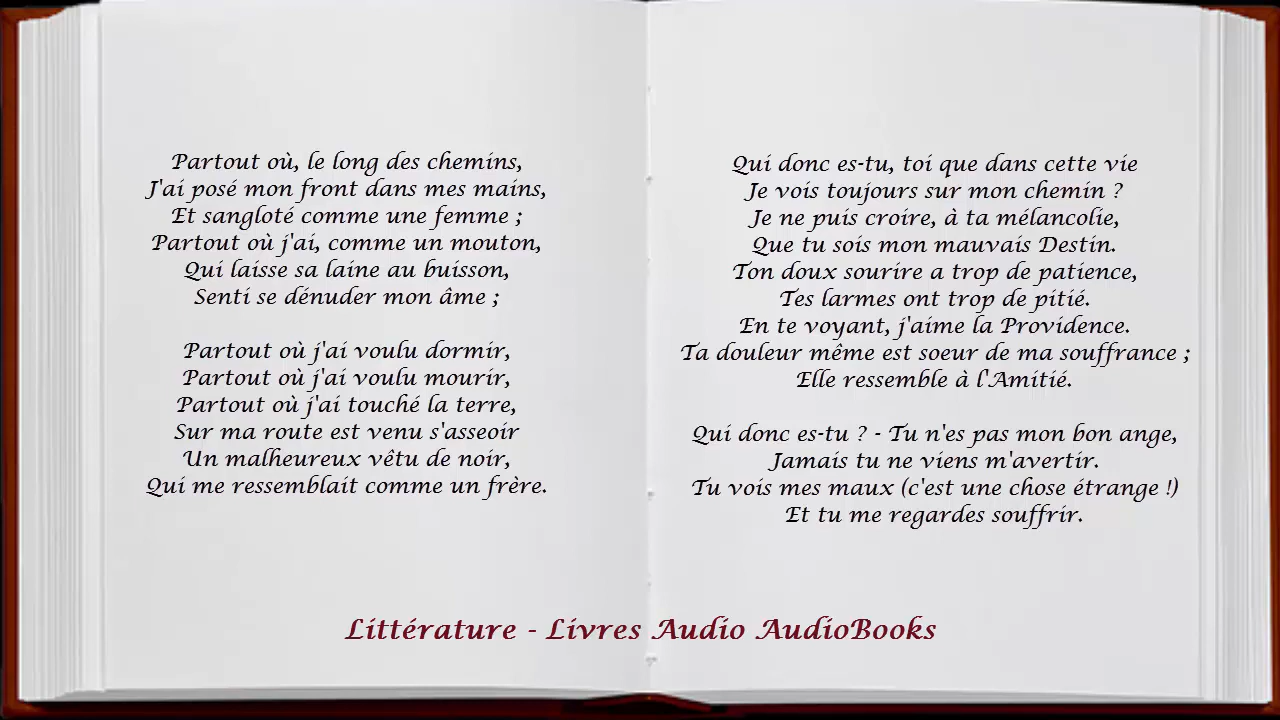 Partout où, le long des chemins,
J'ai posé mon front dans mes mains,
Et sangloté comme une femme ;
Partout où j'ai, comme un mouton,
Qui laisse sa laine au buisson,
Senti se dénuder mon âme ;
Partout où j'ai voulu dormir,
Partout où j'ai voulu mourir,
Partout où j'ai touché la terre,
Sur ma route est venu s'asseoir
Un malheureux vêtu de noir,
Qui me ressemblait comme un frère.
Qui donc es-tu, toi que dans cette vie
Je vois toujours sur mon chemin ?
Je ne puis croire, à ta mélancolie,
Que tu sois mon mauvais Destin.
Ton doux sourire a trop de patience,
Tes larmes ont trop de pitié.
En te voyant, j'aime la Providence.
Ta douleur même est soeur de ma souffrance ;
Elle ressemble à l'Amitié.
Qui donc es-tu ? - Tu n'es pas mon bon ange,
Jamais tu ne viens m'avertir.
Tu vois mes maux (c'est une chose étrange !)
Et tu me regardes souffrir.
Littérature - Livres Audio AudioBooks